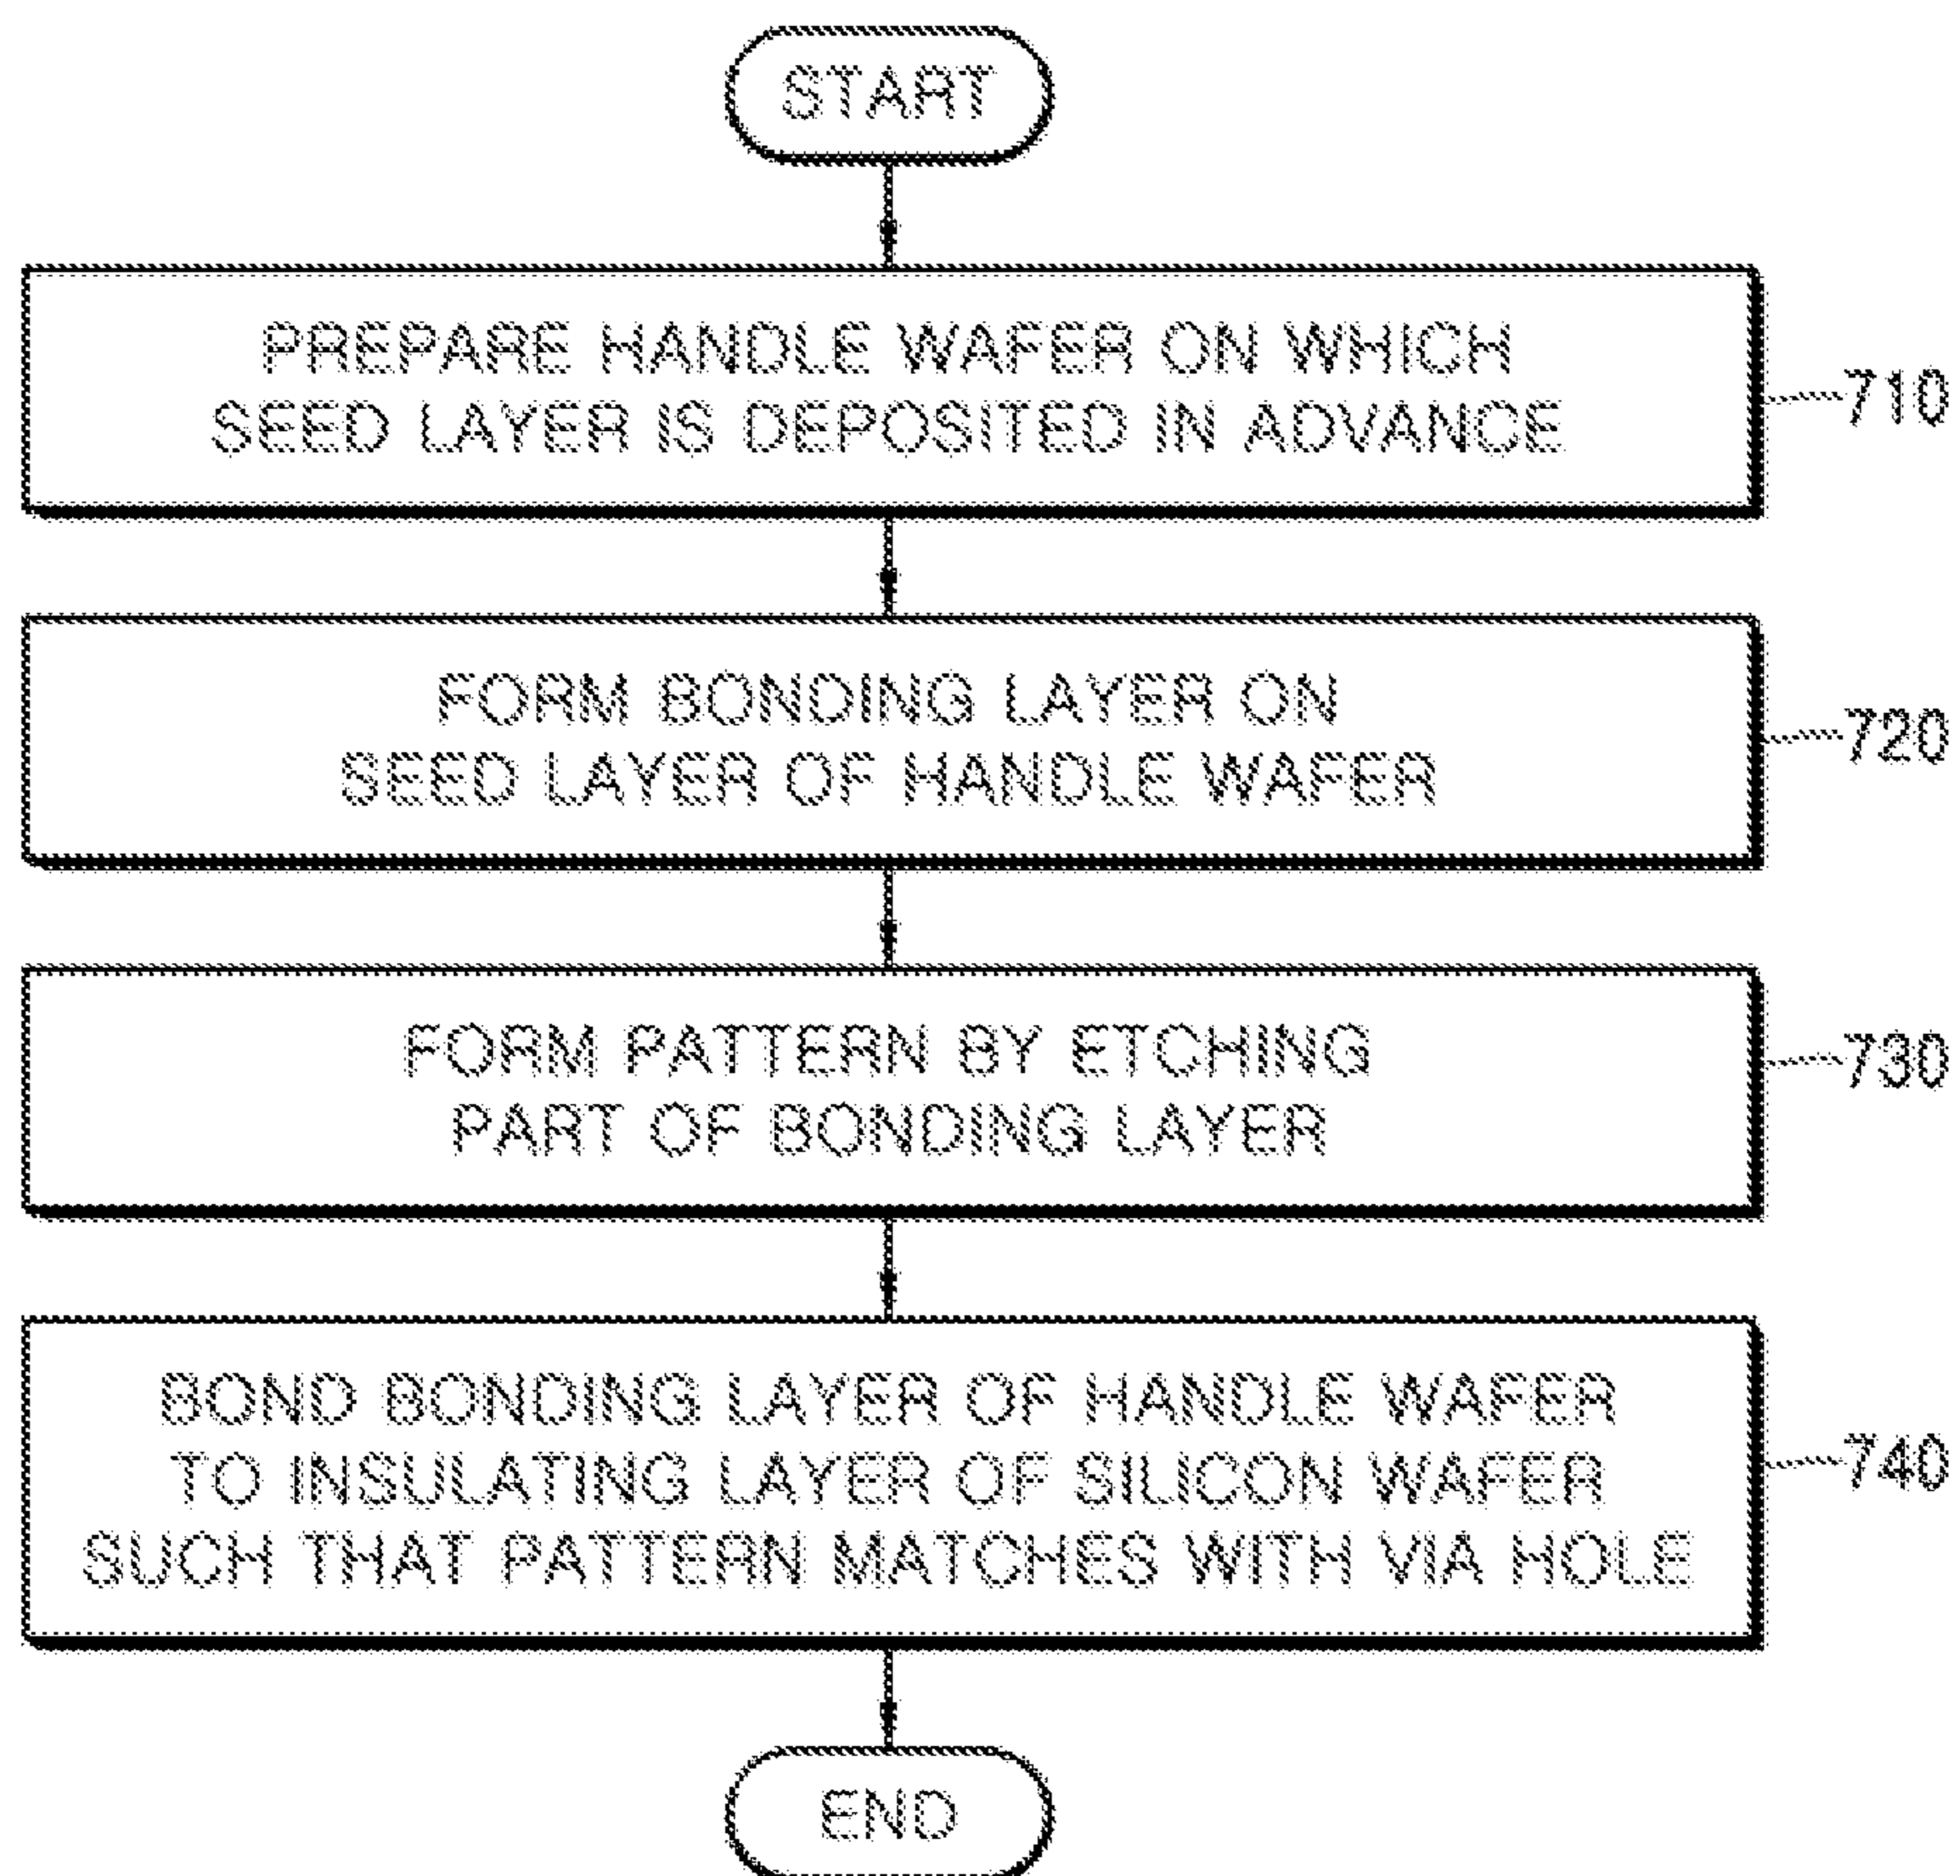 START
PREPARE HANDLE WAFER ON WHICH
SEED LAYER IS DEPOSITED IN ADVANCE
710
FORM BONDING LAYER ON
SEED LAYER OF HANDLE WAFER
720
FORM PATTERN BY ETCHING
PART OF BONDING LAYER
730
BOND BONDING LAYER OF HANDLE WAFER
TO INSULATING LAYER OF SILICON WAFER
SUCH THAT PATTERN MATCHES WITH VIA HOLE
740
END